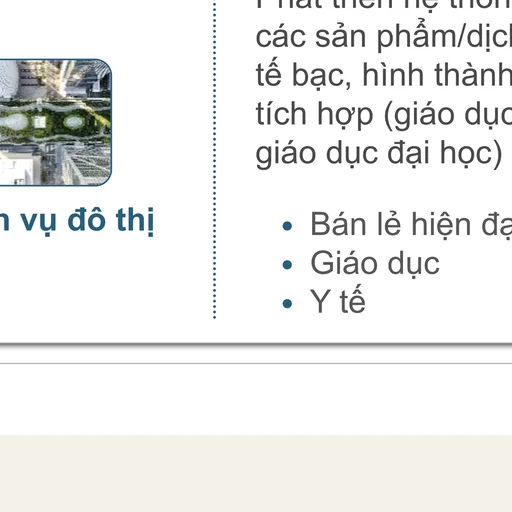 vụ đô thị
các sản phẩm/dịch
tế bạc, hình thành
tích hợp (giáo dục
giáo dục đại học)
• Bán lẻ hiện đạ
• Giáo dục
• Y tế